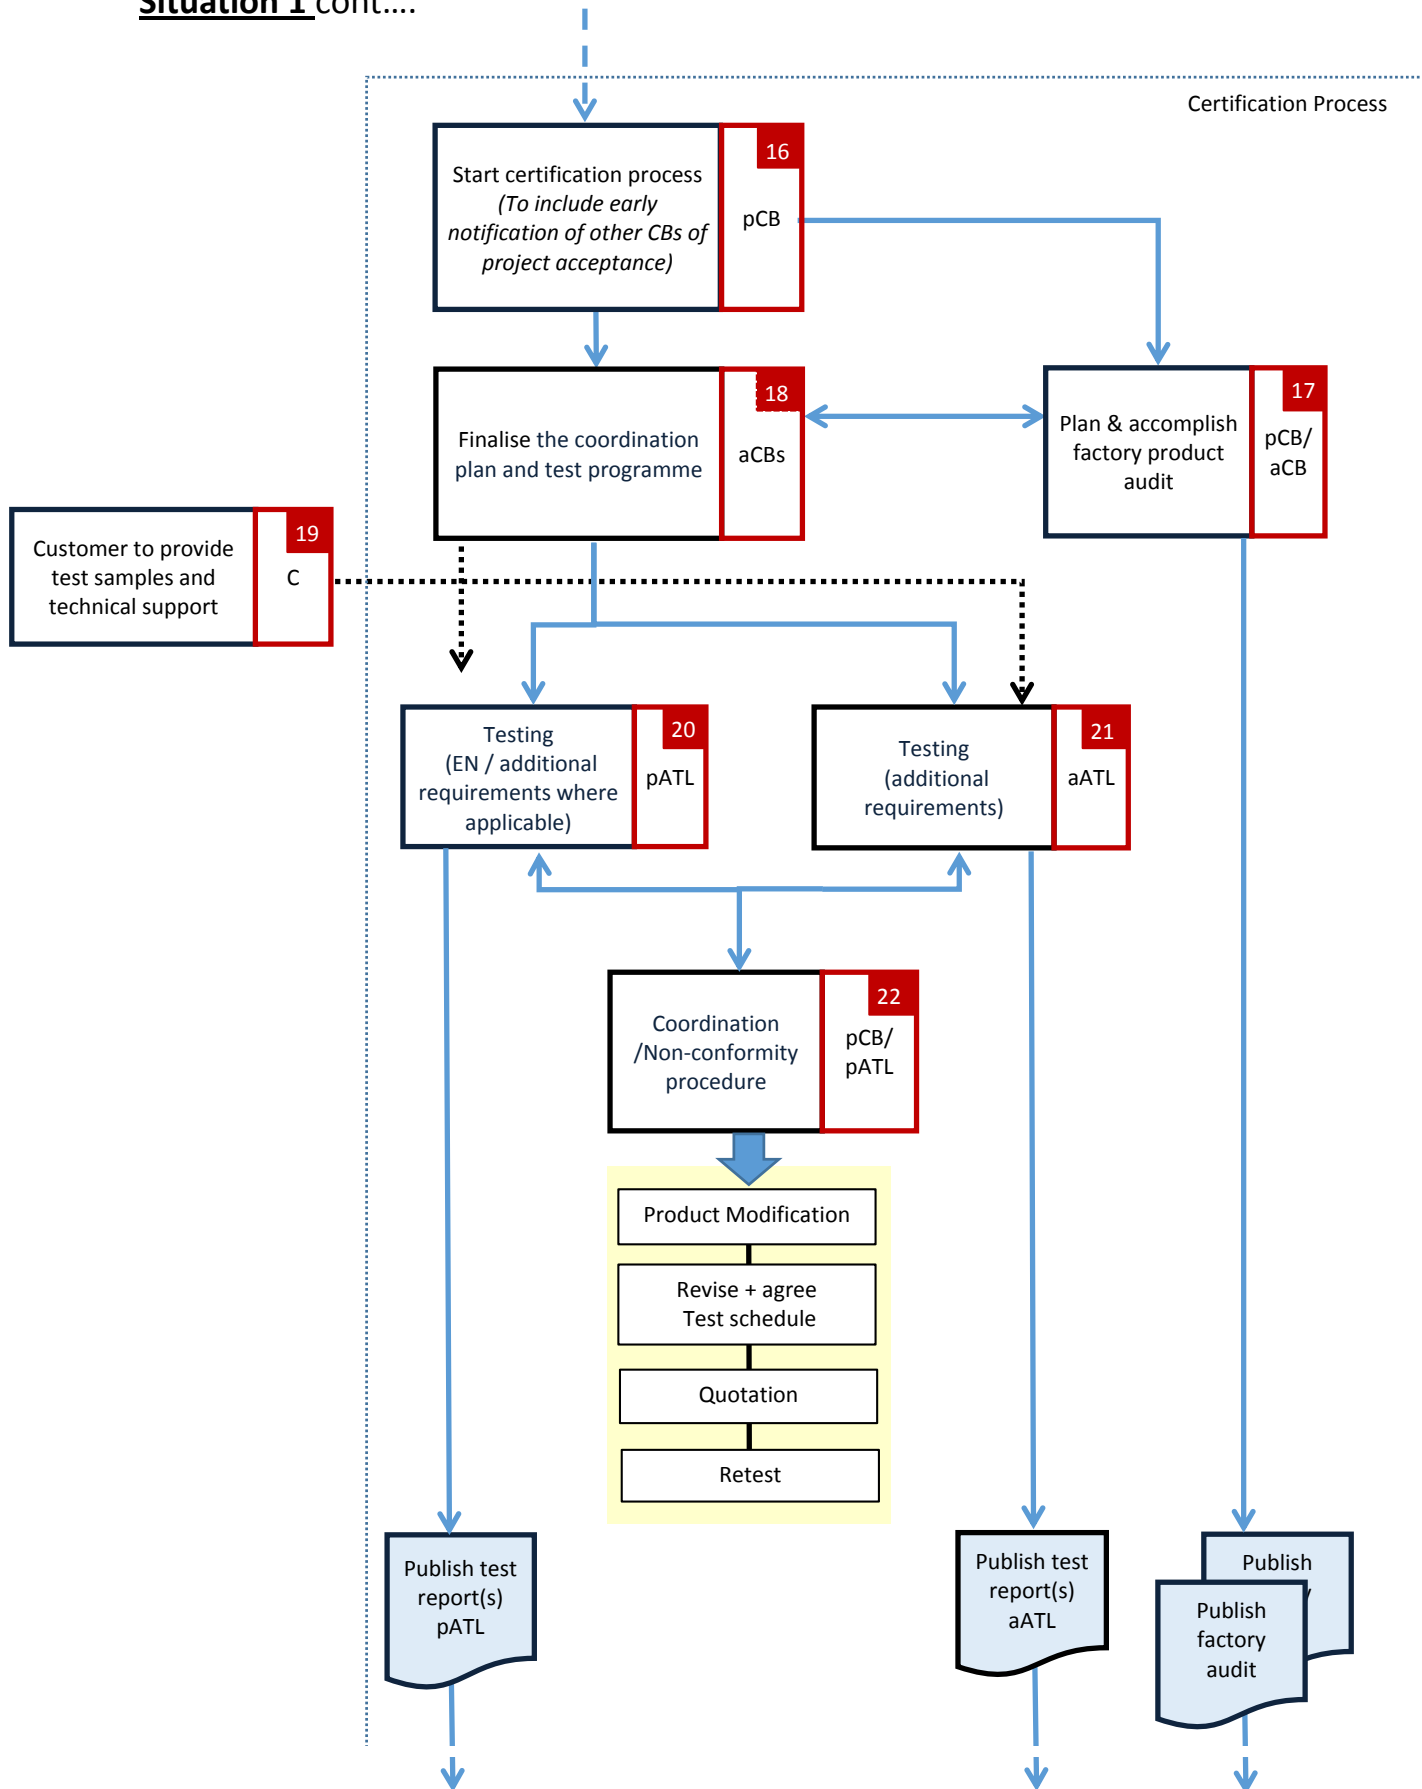 Situation 1 cont....
Certification Process
Start certification process
(To include early
notification of other CBs of
project acceptance)
16
pCB
Finalise the coordination
plan and test programme
18
aCBs
Plan & accomplish
factory product
audit
17
pCB/
aCB
Customer to provide
test samples and
technical support
19
C
Testing
(EN / additional
requirements where
applicable)
20
pATL
Testing
(additional
requirements)
21
aATL
Coordination
/Non-conformity
procedure
22
pCB/
pATL
Product Modification
Revise + agree
Test schedule
Quotation
Retest
Publish test
report(s)
pATL
Publish test
report(s)
aATL
Publish
Publish
factory
audit